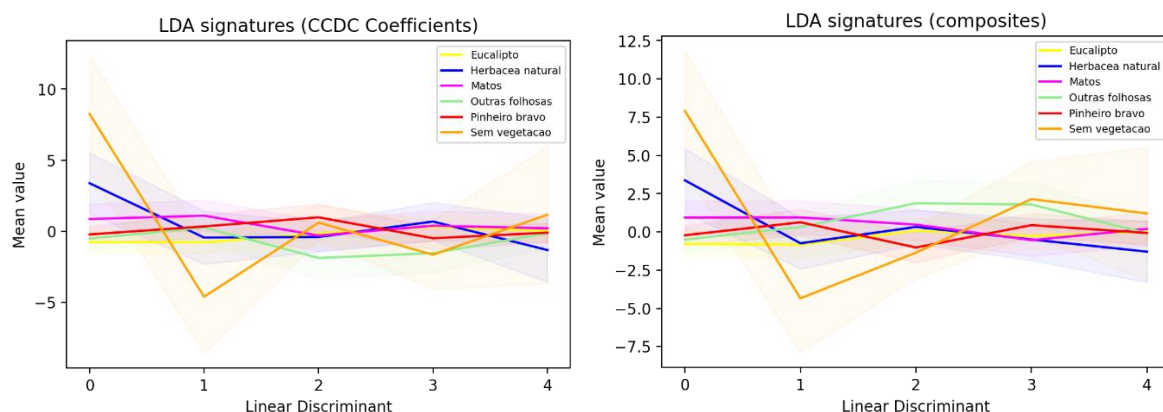 LDA signatures (CCDC Coefficients)
Eucalipto
Herbacea natural
Matos
Outras folhosas
Pinheiro bravo
Sem vegetacao
10
5
0
−5
Mean value
0 1 2 3 4
Linear Discriminant
LDA signatures (composites)
Eucalipto
Herbacea natural
Matos
Outras folhosas
Pinheiro bravo
Sem vegetacao
12.5
10.0
7.5
5.0
2.5
0.0
−2.5
−5.0
−7.5
Mean value
0 1 2 3 4
Linear Discriminant